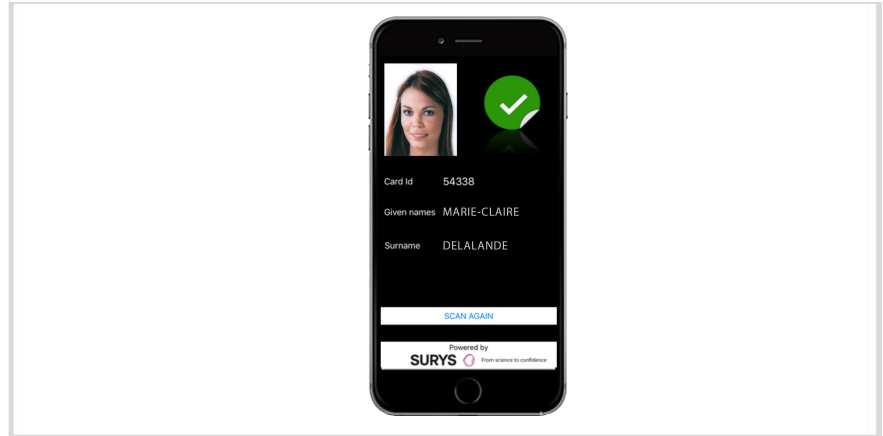 Card Id 54338
Given names MARIE-CLAIRE
Surname DELALANDE
SCAN AGAIN
Powered by
SURYS From science to confidence